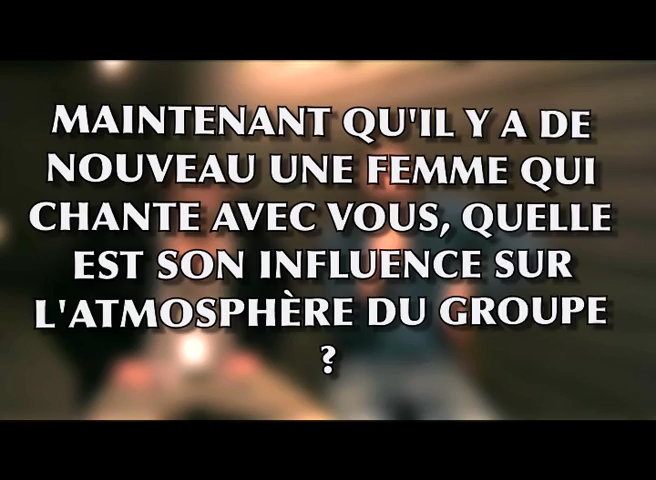 MAINTENANT QU'IL Y A DE
NOUVEAU UNE FEMME QUI
CHANTE AVEC VOUS, QUELLE
EST SON INFLUENCE SUR
L'ATMOSPHÈRE DU GROUPE
?